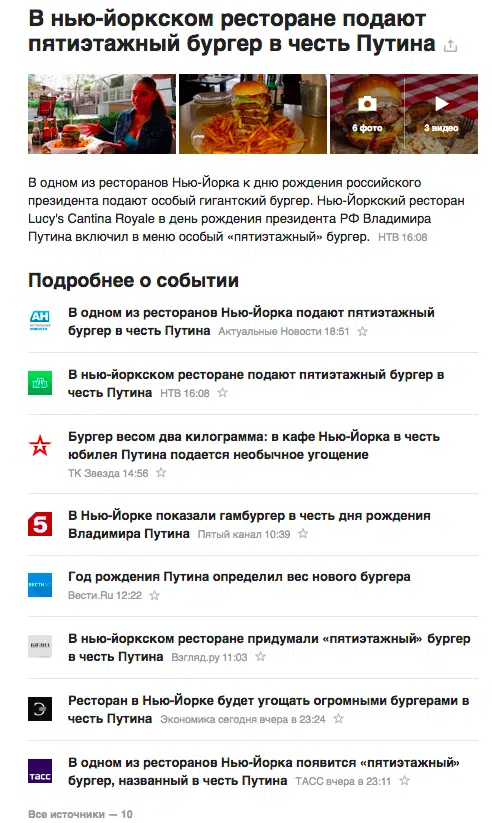 В нью-йоркском ресторане подают
пятиэтажный бургер в честь Путина
6 фото
3 видео
В одном из ресторанов Нью-Йорка к дню рождения российского
президента подают особый гигантский бургер. Нью-Йоркский ресторан
Lucy's Cantina Royale в день рождения президента РФ Владимира
Путина включил в меню особый «пятиэтажный» бургер. НТВ 16:08
Подробнее о событии
АН
АКТУАЛЬНЫЕ
НОВОСТИ
В одном из ресторанов Нью-Йорка подают пятиэтажный
бургер в честь Путина Актуальные Новости 18:51
НТВ
В нью-йоркском ресторане подают пятиэтажный бургер в
честь Путина НТВ 16:08
Бургер весом два килограмма: в кафе Нью-Йорка в честь
юбилея Путина подается необычное угощение
ТК Звезда 14:56
5
В Нью-Йорке показали гамбургер в честь дня рождения
Владимира Путина Пятый канал 10:39
ВЕСТИ
Год рождения Путина определил вес нового бургера
Вести.Ru 12:22
ВЗГЛЯД
В нью-йоркском ресторане придумали «пятиэтажный» бургер
в честь Путина Взгляд.ру 11:03
Э
Ресторан в Нью-Йорке будет угощать огромными бургерами в
честь Путина Экономика сегодня вчера в 23:24
ТАСС
В одном из ресторанов Нью-Йорка появится «пятиэтажный»
бургер, названный в честь Путина ТАСС вчера в 23:11
Все источники — 10